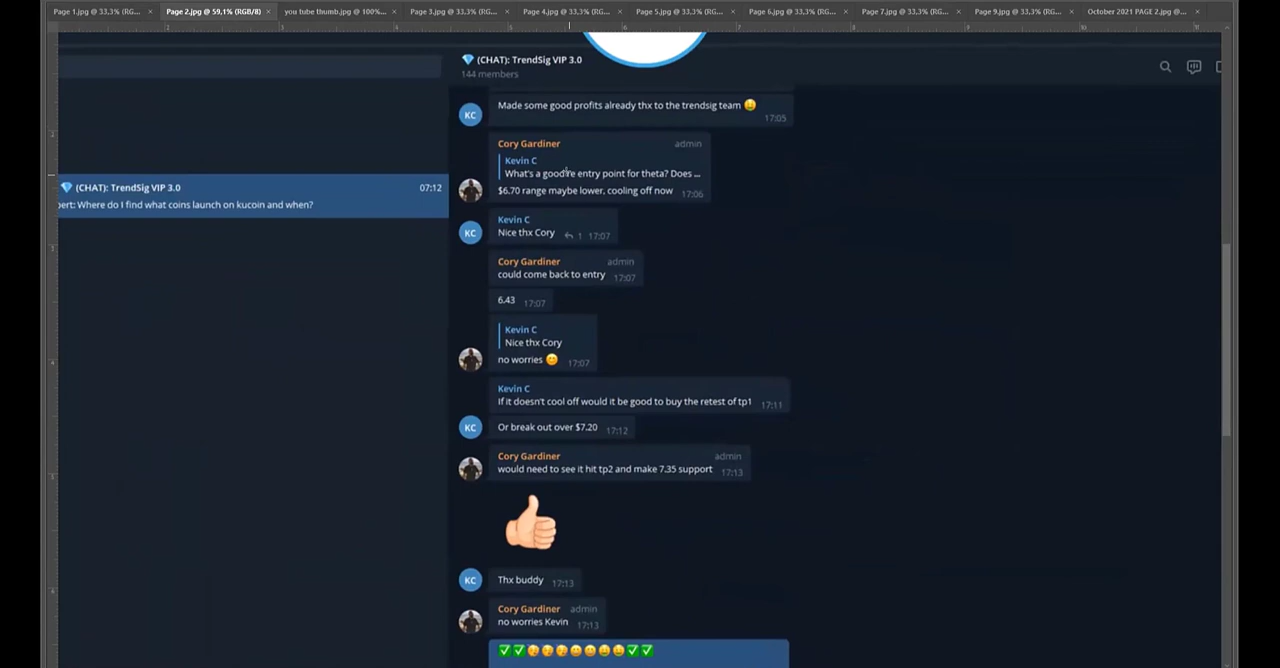 Page 1.jpg @ 33,3% (RG... ×
Page 2.jpg @ 59,1% (RGB/8) ×
you tube thumb.jpg @ 100%... ×
Page 3.jpg @ 33,3% (RG... ×
Page 4.jpg @ 33,3% (RG... ×
Page 5.jpg @ 33,3% (RG... ×
Page 6.jpg @ 33,3% (RG... ×
Page 7.jpg @ 33,3% (RG... ×
Page 9.jpg @ 33,3% (RG... ×
October 2021 PAGE 2.jpg @... ×
💎 (CHAT): TrendSig VIP 3.0 07:12
pert: Where do I find what coins launch on kucoin and when?
💎 (CHAT): TrendSig VIP 3.0
144 members
KC
Made some good profits already thx to the trendsig team 🤑
17:05
Cory Gardiner admin
Kevin C
What's a good re entry point for theta? Does ...
$6.70 range maybe lower, cooling off now 17:06
Kevin C
KC
Nice thx Cory 1 17:07
Cory Gardiner admin
could come back to entry 17:07
6.43 17:07
Kevin C
Nice thx Cory
no worries 😊 17:07
Kevin C
If it doesn't cool off would it be good to buy the retest of tp1 17:11
KC
Or break out over $7.20 17:12
Cory Gardiner admin
would need to see it hit tp2 and make 7.35 support 17:13
KC
Thx buddy 17:13
Cory Gardiner admin
no worries Kevin 17:13